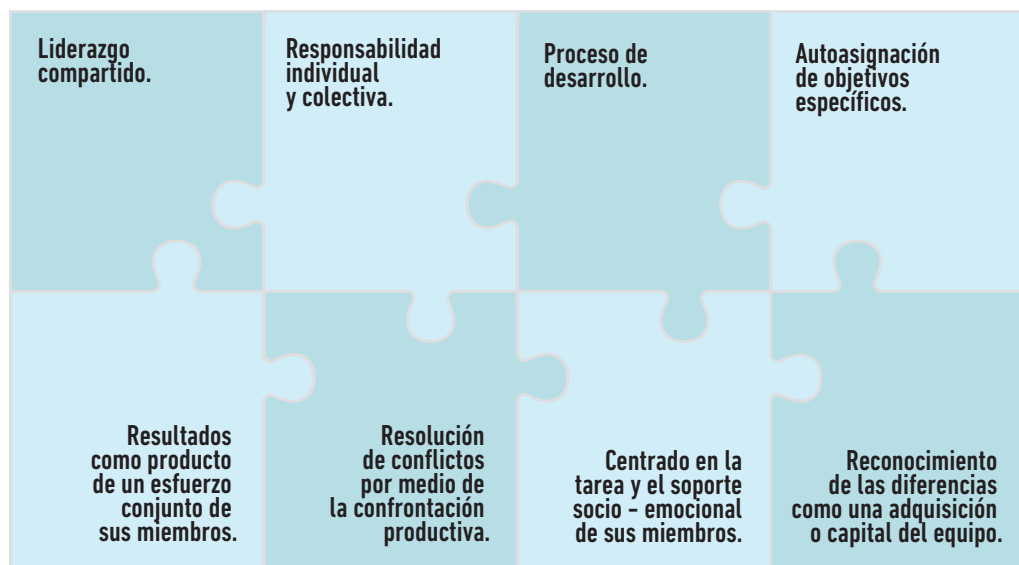 Liderazgo
compartido.
Responsabilidad
individual
y colectiva.
Proceso de
desarrollo.
Autoasignación
de objetivos
específicos.
Resultados
como producto
de un esfuerzo
conjunto de
sus miembros.
Resolución
de conflictos
por medio de
la confrontación
productiva.
Centrado en la
tarea y el soporte
socio - emocional
de sus miembros.
Reconocimiento
de las diferencias
como una adquisición
o capital del equipo.